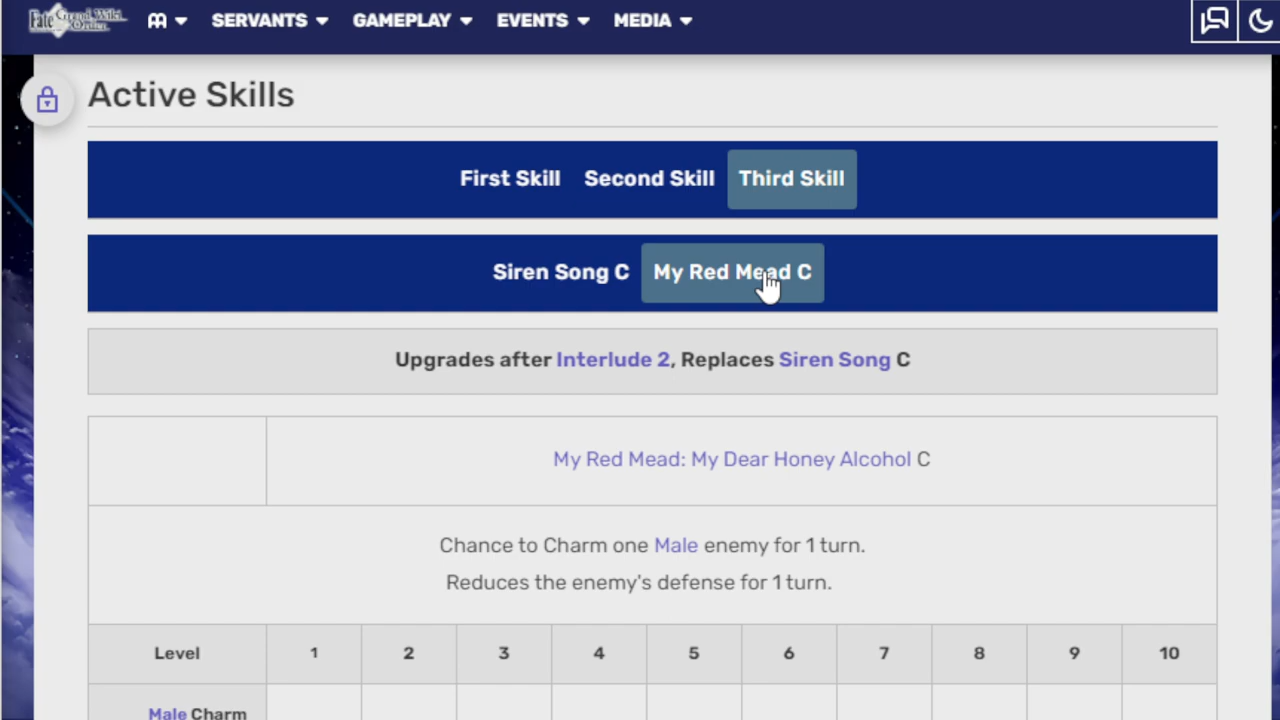 Fate Grand Order
SERVANTS GAMEPLAY EVENTS MEDIA
Active Skills
First Skill Second Skill Third Skill
Siren Song C My Red Mead C
Upgrades after Interlude 2, Replaces Siren Song C
My Red Mead: My Dear Honey Alcohol C
Chance to Charm one Male enemy for 1 turn.
Reduces the enemy's defense for 1 turn.
Level 1 2 3 4 5 6 7 8 9 10
Male Charm